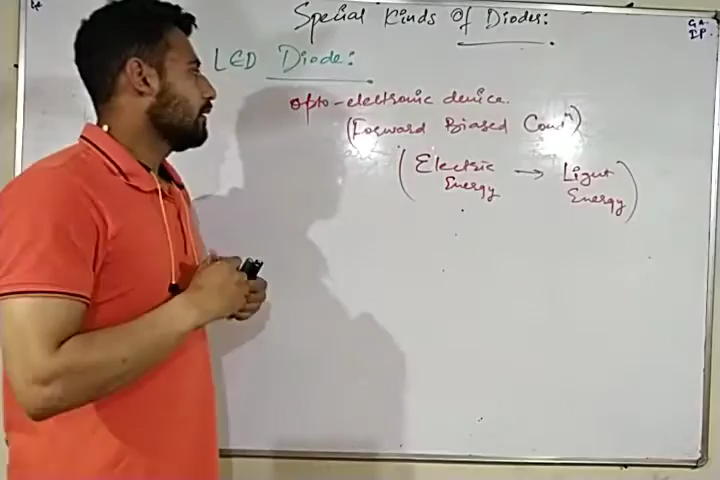 Special Kinds Of Diodes:
LED Diode:
opto-electronic device.
(Forward Biased Condⁿ)
(Electric Energy → Light Energy)